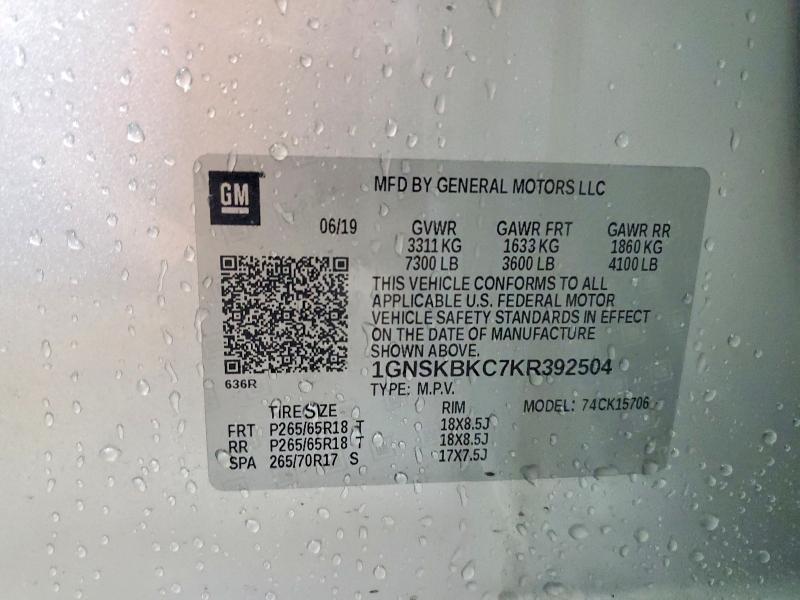 GM
MFD BY GENERAL MOTORS LLC
06/19 GVWR GAWR FRT GAWR RR
3311 KG 1633 KG 1860 KG
7300 LB 3600 LB 4100 LB
THIS VEHICLE CONFORMS TO ALL
APPLICABLE U.S. FEDERAL MOTOR
VEHICLE SAFETY STANDARDS IN EFFECT
ON THE DATE OF MANUFACTURE
SHOWN ABOVE.
1GNSKBKC7KR392504
636R
TYPE: M.P.V.
TIRE SIZE RIM MODEL: 74CK15706
FRT P265/65R18 T 18X8.5J
RR P265/65R18 T 18X8.5J
SPA 265/70R17 S 17X7.5J